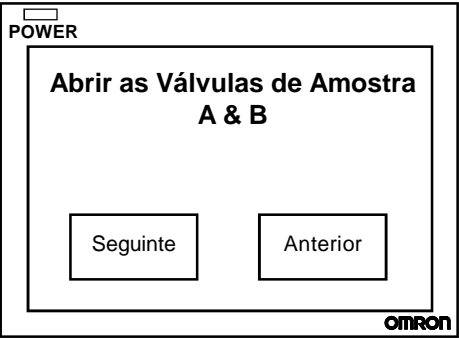 POWER
Abrir as Válvulas de Amostra
A & B
Seguinte
Anterior
OMRON